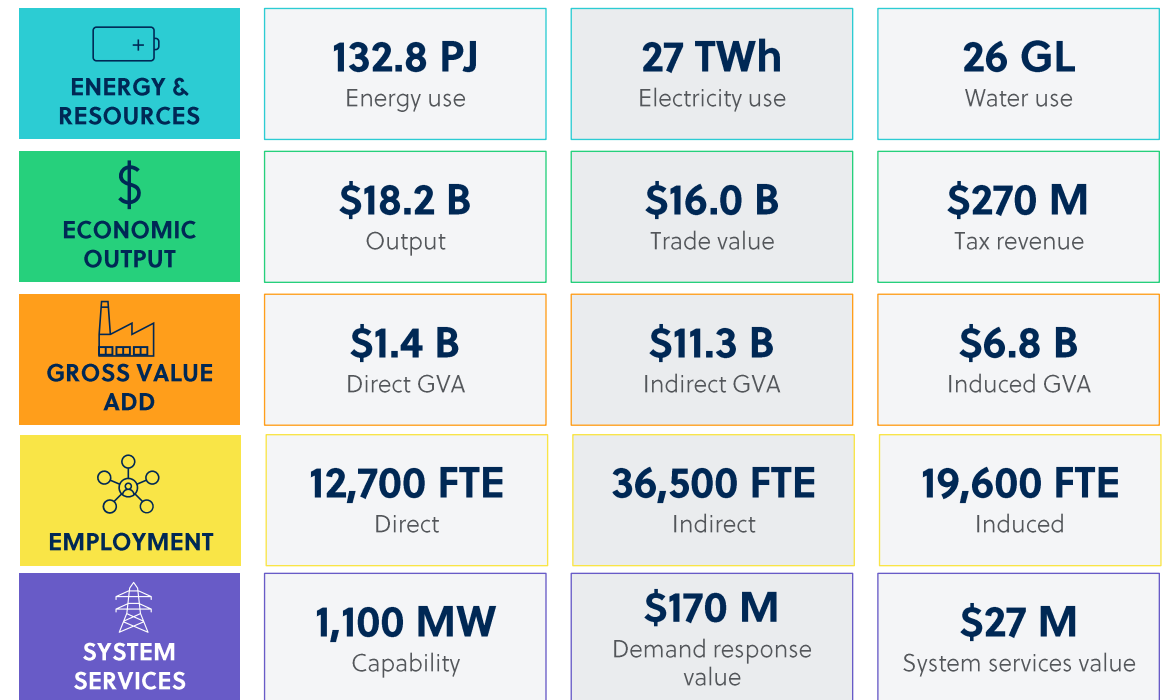 ENERGY &
RESOURCES
132.8 PJ
Energy use
27 TWh
Electricity use
26 GL
Water use
$
ECONOMIC
OUTPUT
$18.2 B
Output
$16.0 B
Trade value
$270 M
Tax revenue
GROSS VALUE
ADD
$1.4 B
Direct GVA
$11.3 B
Indirect GVA
$6.8 B
Induced GVA
EMPLOYMENT
12,700 FTE
Direct
36,500 FTE
Indirect
19,600 FTE
Induced
SYSTEM
SERVICES
1,100 MW
Capability
$170 M
Demand response
value
$27 M
System services value